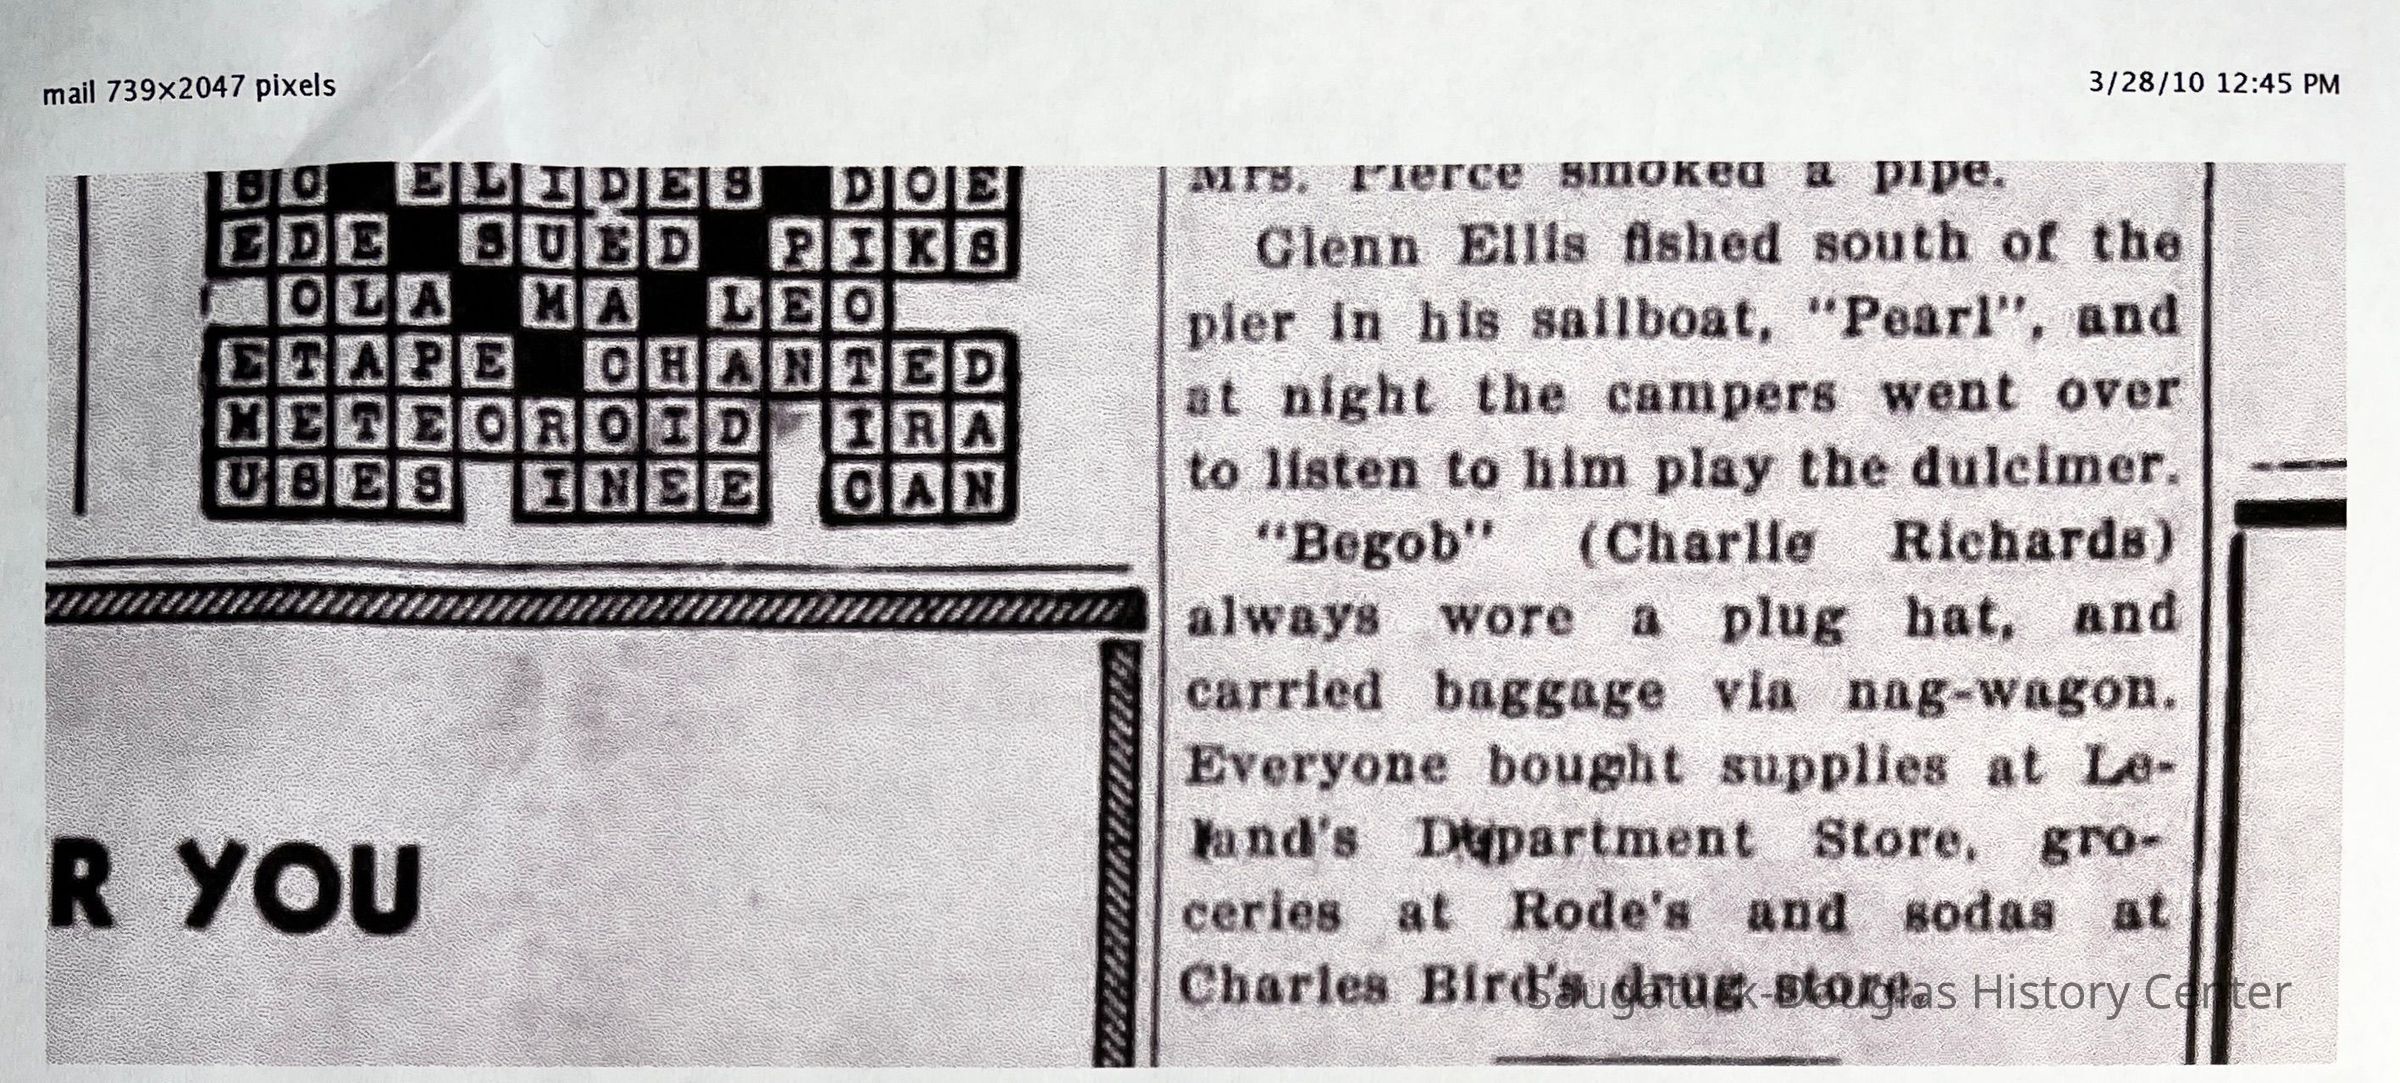 mail 739x2047 pixels
3/28/10 12:45 PM
SO ELIDES DOE
EDE SUED PIKS
OLA MA LEO
ETAPE CHANTED
METEOROID IRA
USES INEE CAN
R YOU
Mrs. Pierce smoked a pipe.
Glenn Ellis fished south of the
pier in his sailboat, "Pearl", and
at night the campers went over
to listen to him play the dulcimer.
"Begob" (Charlie Richards)
always wore a plug hat, and
carried baggage via nag-wagon.
Everyone bought supplies at Le-
land's Department Store, gro-
ceries at Rode's and sodas at
Charles Bird's drug store.
Saugatuck-Douglas History Center